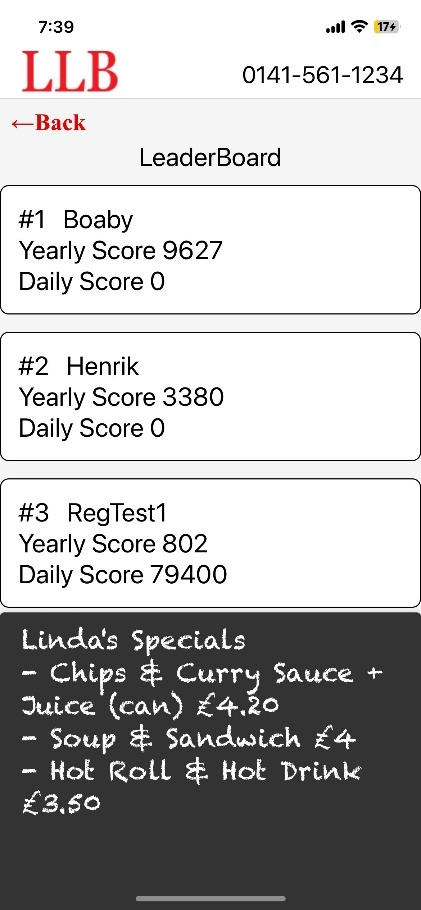 7:39
17
LLB
0141-561-1234
←Back
LeaderBoard
#1 Boaby
Yearly Score 9627
Daily Score 0
#2 Henrik
Yearly Score 3380
Daily Score 0
#3 RegTest1
Yearly Score 802
Daily Score 79400
Linda's Specials
- Chips & Curry Sauce +
Juice (can) £4.20
- Soup & Sandwich £4
- Hot Roll & Hot Drink
£3.50